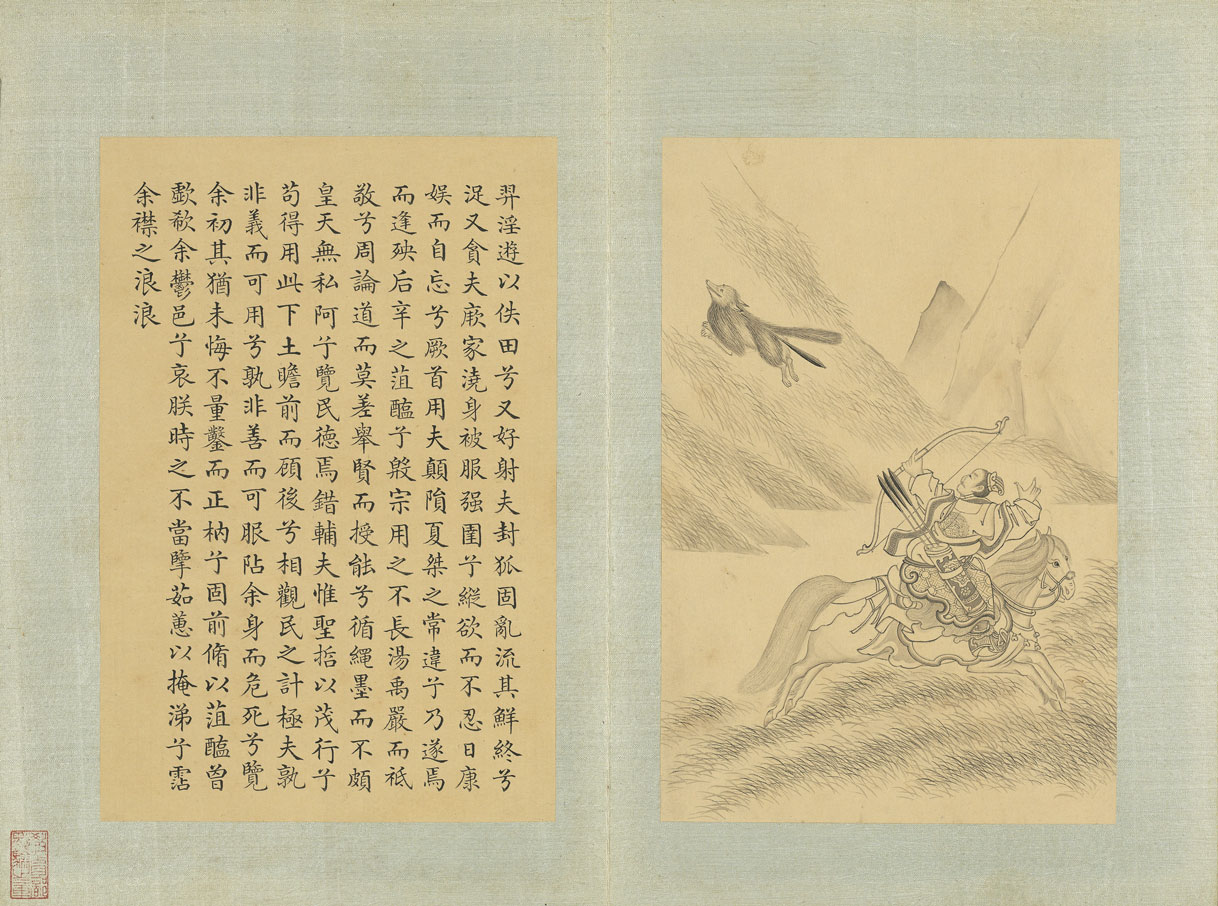 羿淫遊以佚田兮又好射夫封狐固亂流其鮮終兮
浞又貪夫厥家澆身被服强圉兮縱欲而不忍日康
娛而自忘兮厥首用夫顛隕夏桀之常違兮乃遂焉
而逢殃后辛之菹醢兮殷宗用之不長湯禹嚴而祗
敬兮周論道而莫差舉賢而授能兮循繩墨而不頗
皇天無私阿兮覽民德焉錯輔夫惟聖哲以茂行兮
苟得用此下土瞻前而顧後兮相觀民之計極夫孰
非義而可用兮孰非善而可服阽余身而危死兮覽
余初其猶未悔不量鑿而正枘兮固前脩以菹醢曾
歔欷余鬱邑兮哀朕時之不當擥茹蕙以掩涕兮霑
余襟之浪浪